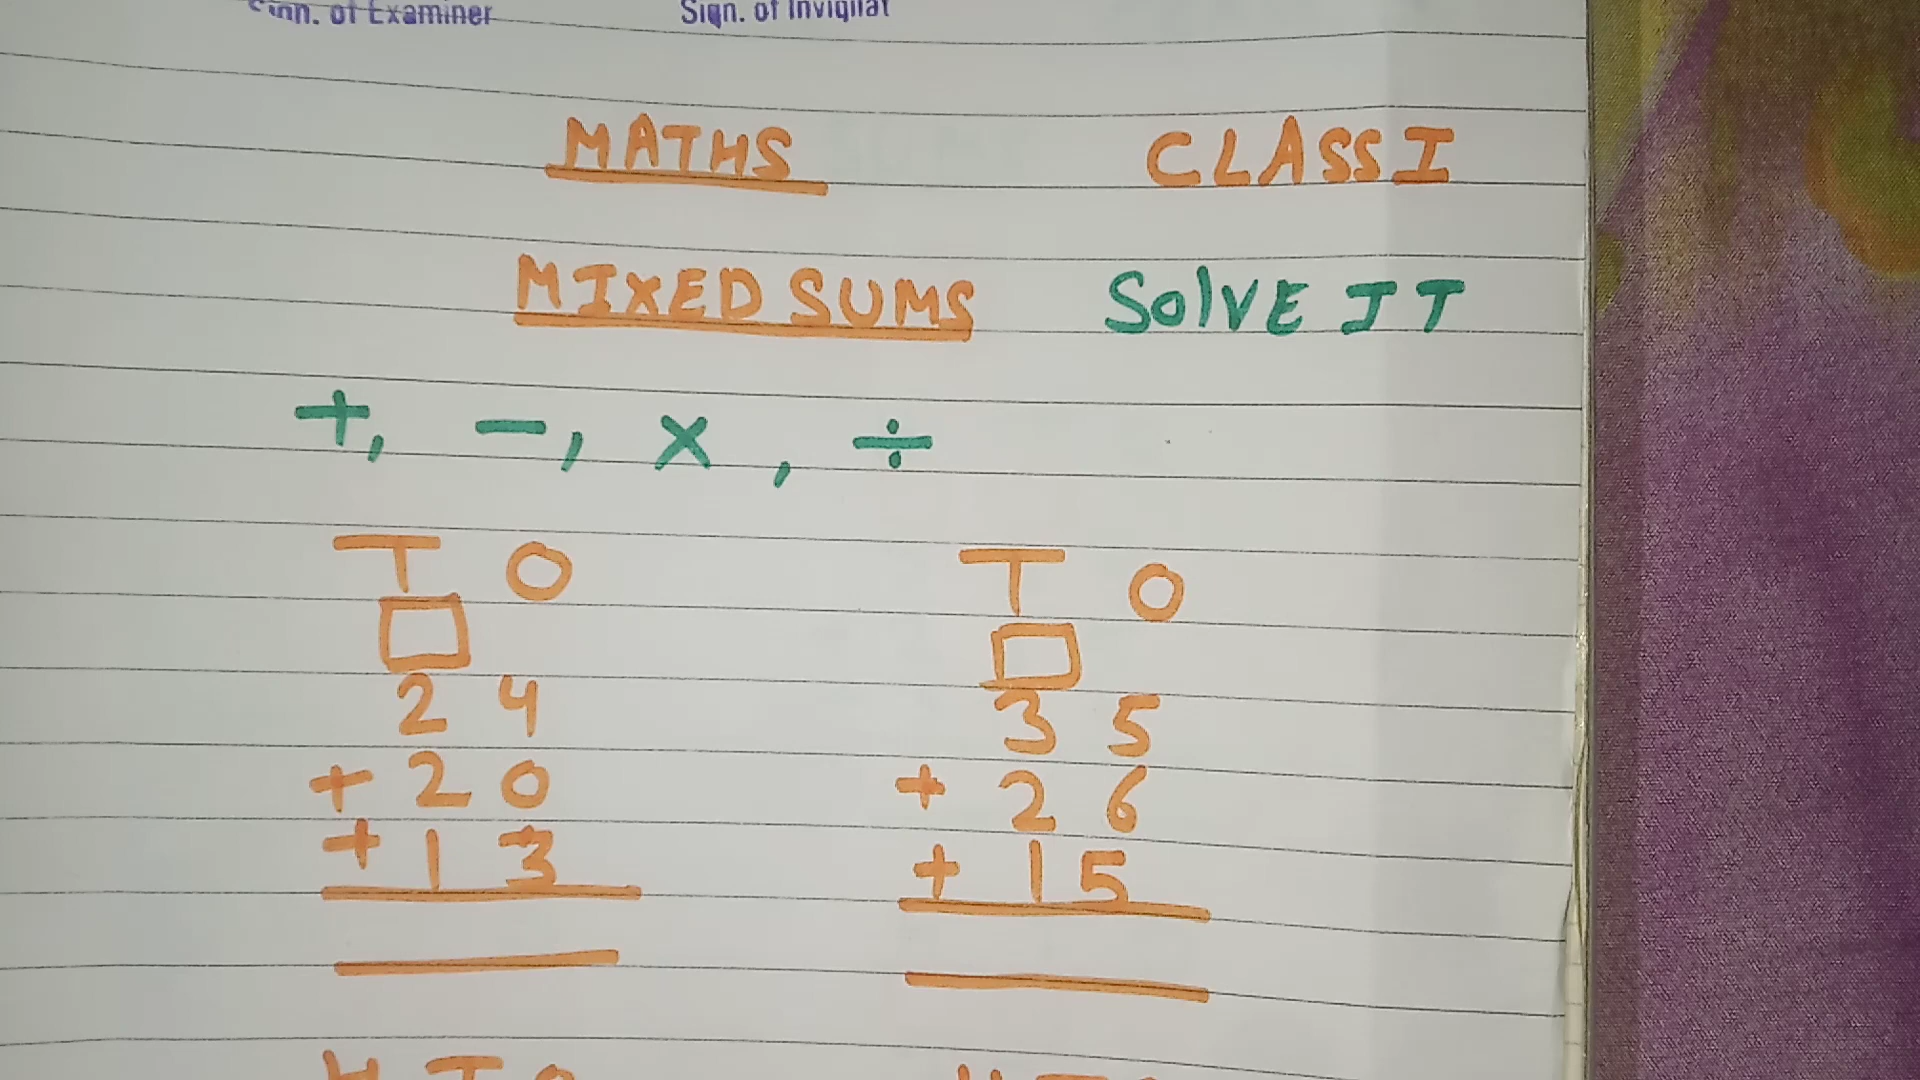 Sign. of Examiner Sign. of Invigilat
MATHS CLASS I
MIXED SUMS SOLVE IT
+, -, x, ÷
T O T O
2 4 3 5
+ 2 0 + 2 6
+ 1 3 + 1 5
H T O H T O